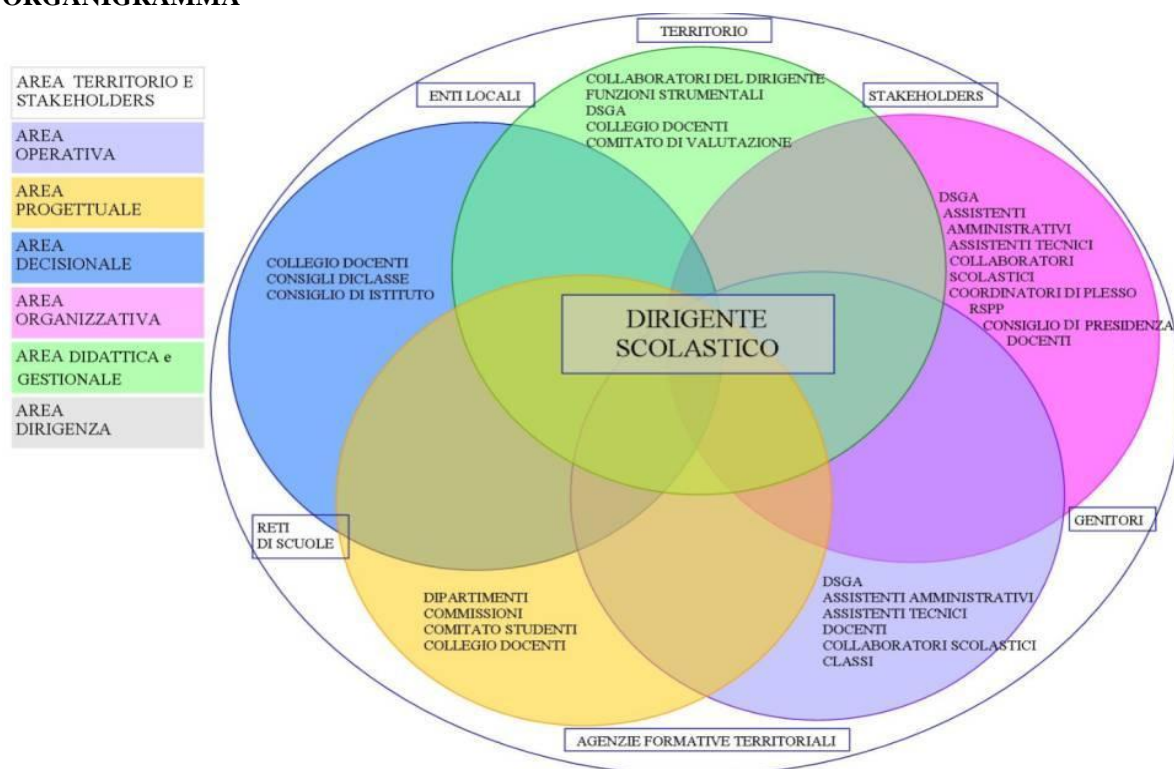 ORGANIGRAMMA
AREA TERRITORIO E
STAKEHOLDERS
AREA
OPERATIVA
AREA
PROGETTUALE
AREA
DECISIONALE
AREA
ORGANIZZATIVA
AREA DIDATTICA e
GESTIONALE
AREA
DIRIGENZA
TERRITORIO
ENTI LOCALI
STAKEHOLDERS
COLLABORATORI DEL DIRIGENTE
FUNZIONI STRUMENTALI
DSGA
COLLEGIO DOCENTI
COMITATO DI VALUTAZIONE
COLLEGIO DOCENTI
CONSIGLI DICLASSE
CONSIGLIO DI ISTITUTO
DSGA
ASSISTENTI
AMMINISTRATIVI
ASSISTENTI TECNICI
COLLABORATORI
SCOLASTICI
COORDINATORI DI PLESSO
RSPP
CONSIGLIO DI PRESIDENZA
DOCENTI
DIRIGENTE
SCOLASTICO
RETI
DI SCUOLE
GENITORI
DIPARTIMENTI
COMMISSIONI
COMITATO STUDENTI
COLLEGIO DOCENTI
DSGA
ASSISTENTI AMMINISTRATIVI
ASSISTENTI TECNICI
DOCENTI
COLLABORATORI SCOLASTICI
CLASSI
AGENZIE FORMATIVE TERRITORIALI